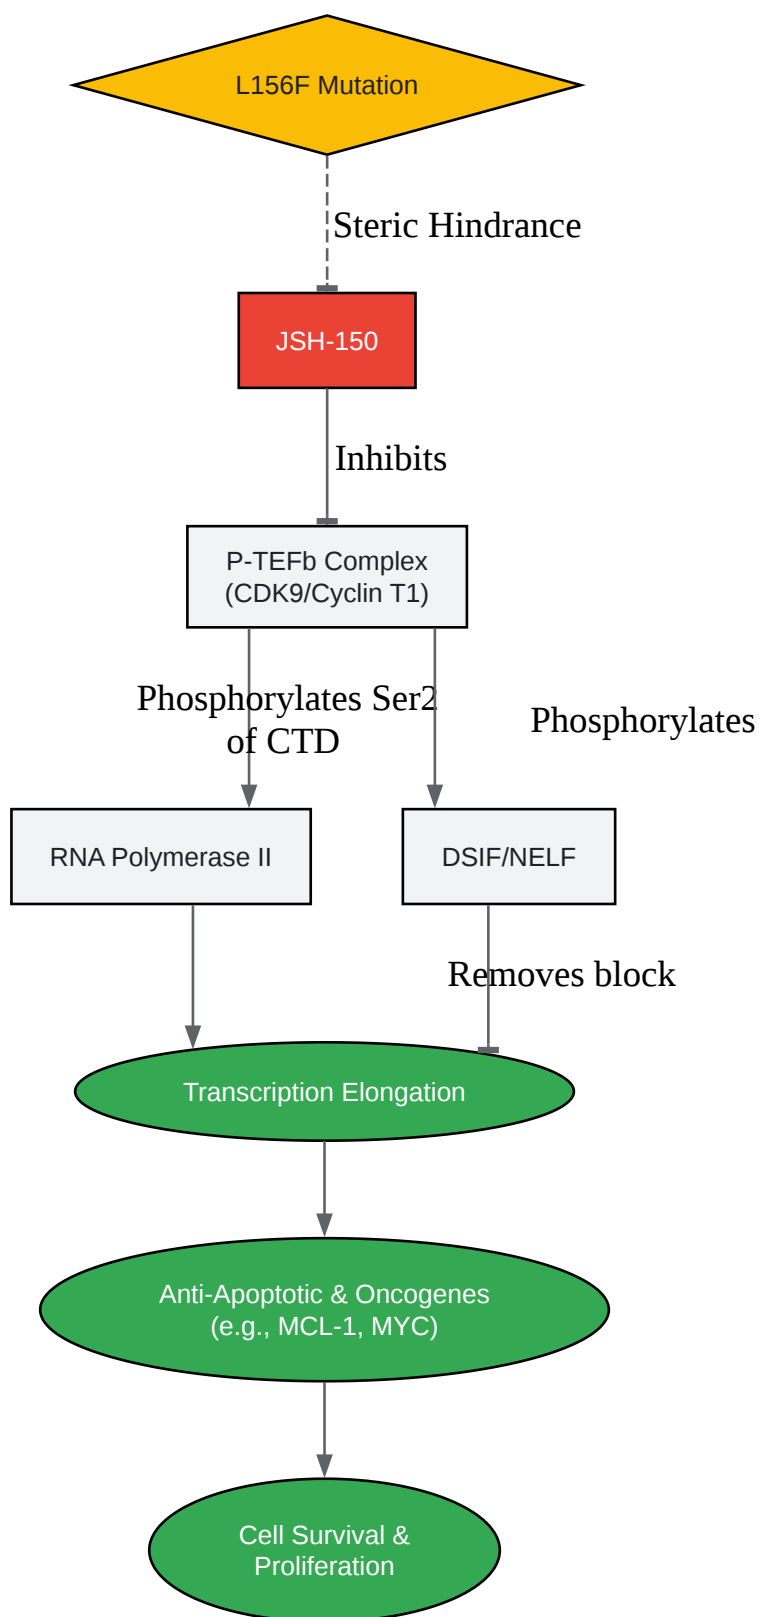 L156F Mutation
Steric Hindrance
JSH-150
Inhibits
P-TEFb Complex
(CDK9/Cyclin T1)
Phosphorylates Ser2
of CTD
Phosphorylates
RNA Polymerase II
DSIF/NELF
Removes block
Transcription Elongation
Anti-Apoptotic & Oncogenes
(e.g., MCL-1, MYC)
Cell Survival &
Proliferation